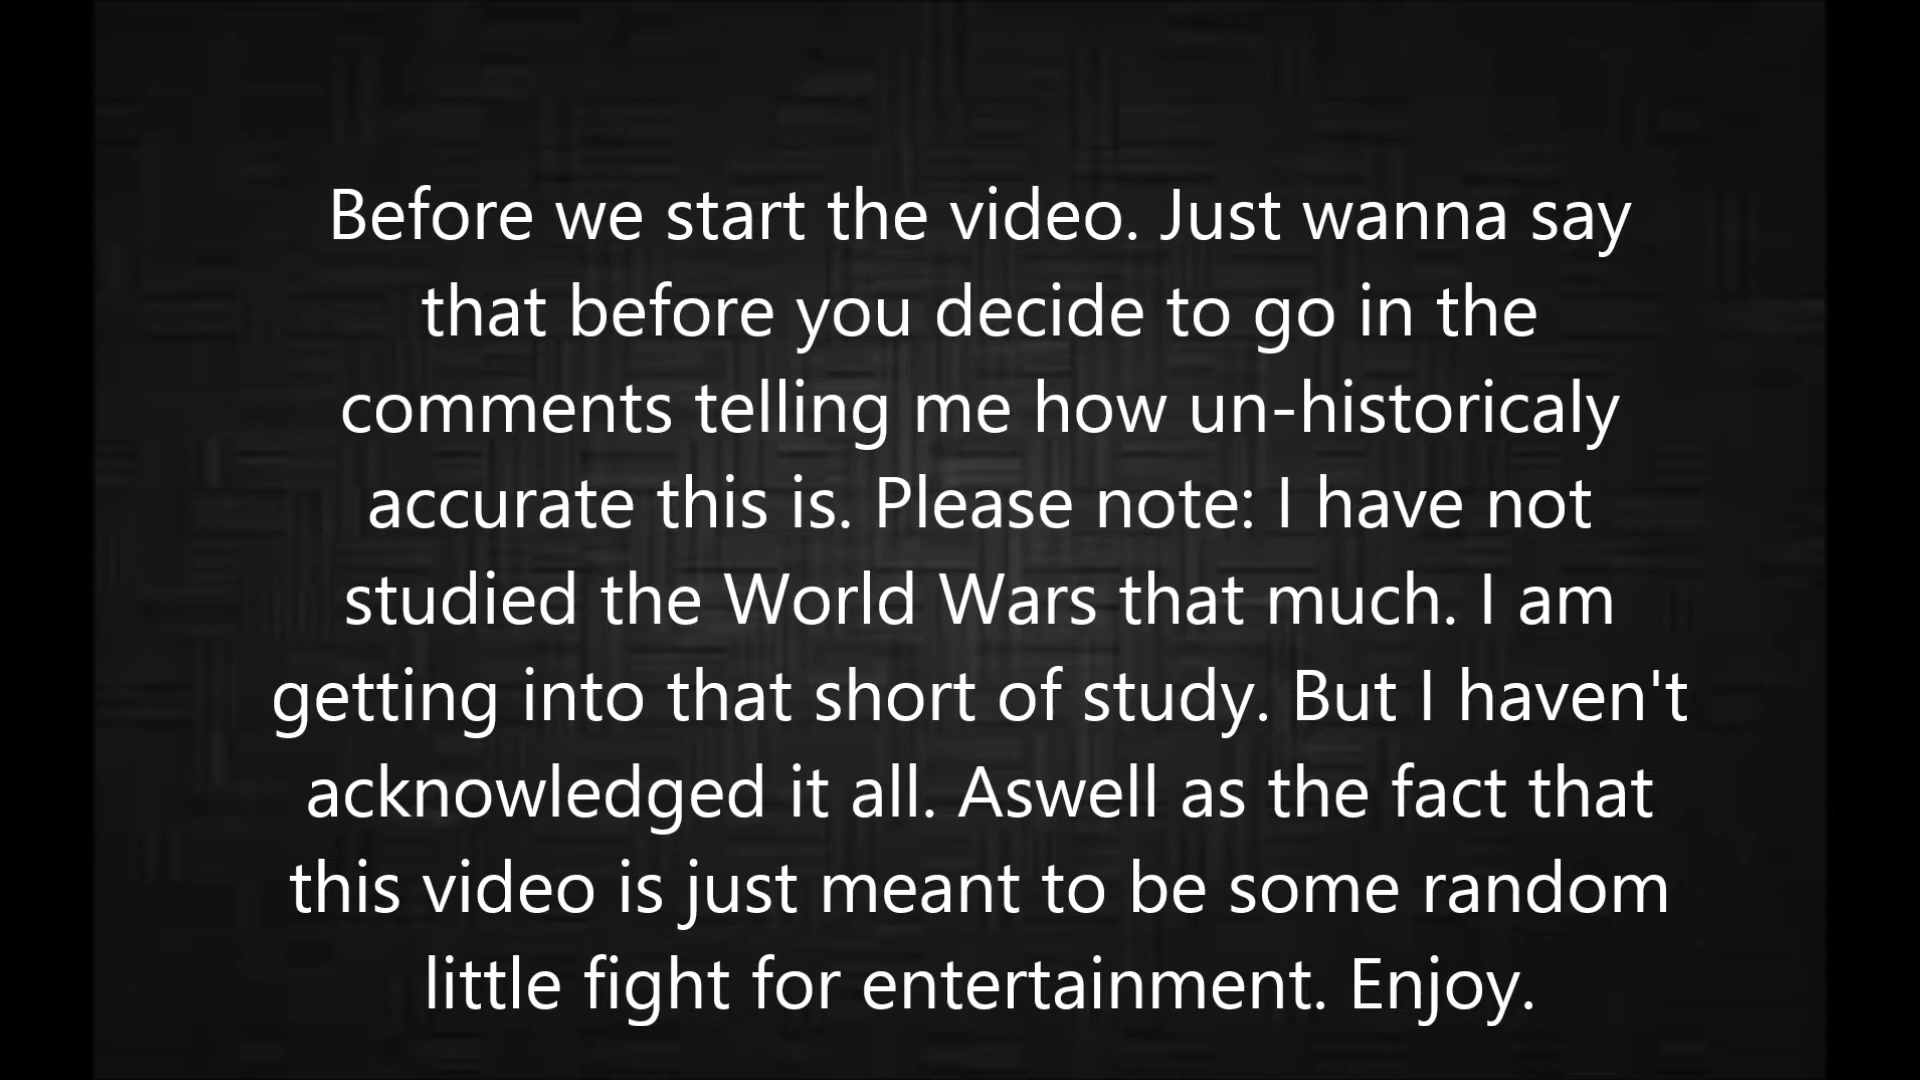 Before we start the video. Just wanna say
that before you decide to go in the
comments telling me how un-historicaly
accurate this is. Please note: I have not
studied the World Wars that much. I am
getting into that short of study. But I haven't
acknowledged it all. Aswell as the fact that
this video is just meant to be some random
little fight for entertainment. Enjoy.